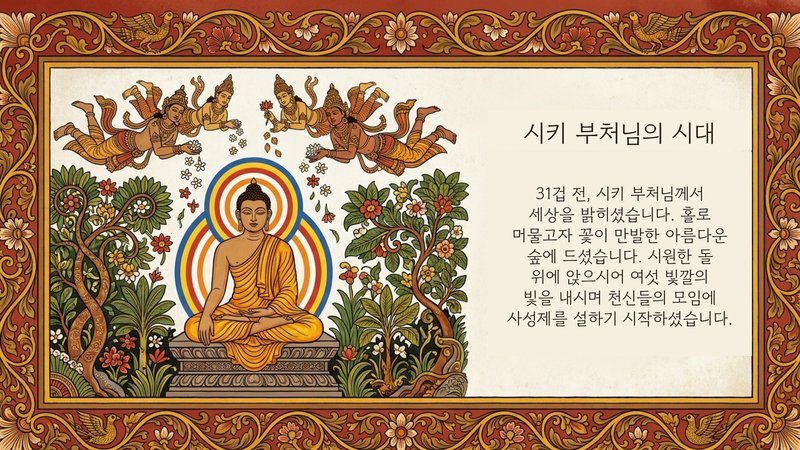 시키 부처님의 시대
31겁 전, 시키 부처님께서
세상을 밝히셨습니다. 홀로
머물고자 꽃이 만발한 아름다운
숲에 드셨습니다. 시원한 돌
위에 앉으시어 여섯 빛깔의
빛을 내시며 천신들의 모임에
사성제를 설하기 시작하셨습니다.